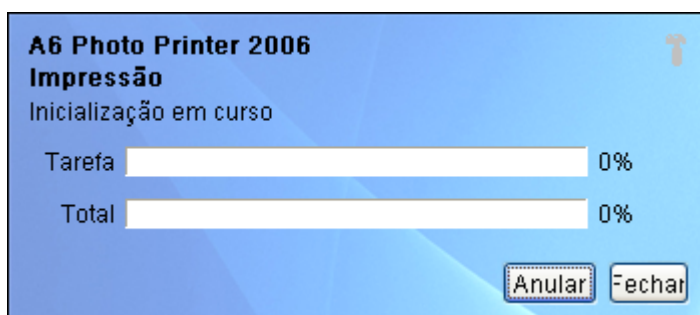 A6 Photo Printer 2006
Impressão
Inicialização em curso
Tarefa 0%
Total 0%
Anular Fechar